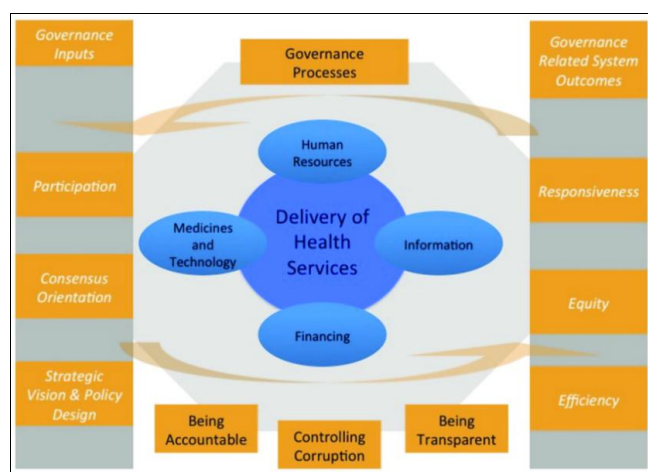 Governance
Inputs
Governance
Processes
Governance
Related System
Outcomes
Participation
Consensus
Orientation
Strategic
Vision & Policy
Design
Human
Resources
Medicines
and
Technology
Delivery of
Health
Services
Information
Financing
Responsiveness
Equity
Efficiency
Being
Accountable
Controlling
Corruption
Being
Transparent